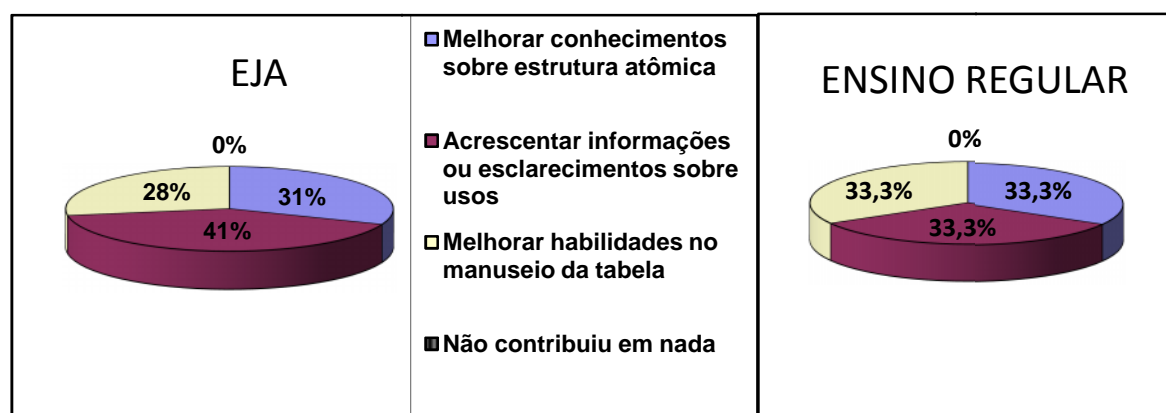 EJA
0%
28%
31%
41%
Melhorar conhecimentos
sobre estrutura atômica
Acrescentar informações
ou esclarecimentos sobre
usos
Melhorar habilidades no
manuseio da tabela
Não contribuiu em nada
ENSINO REGULAR
0%
33,3%
33,3%
33,3%